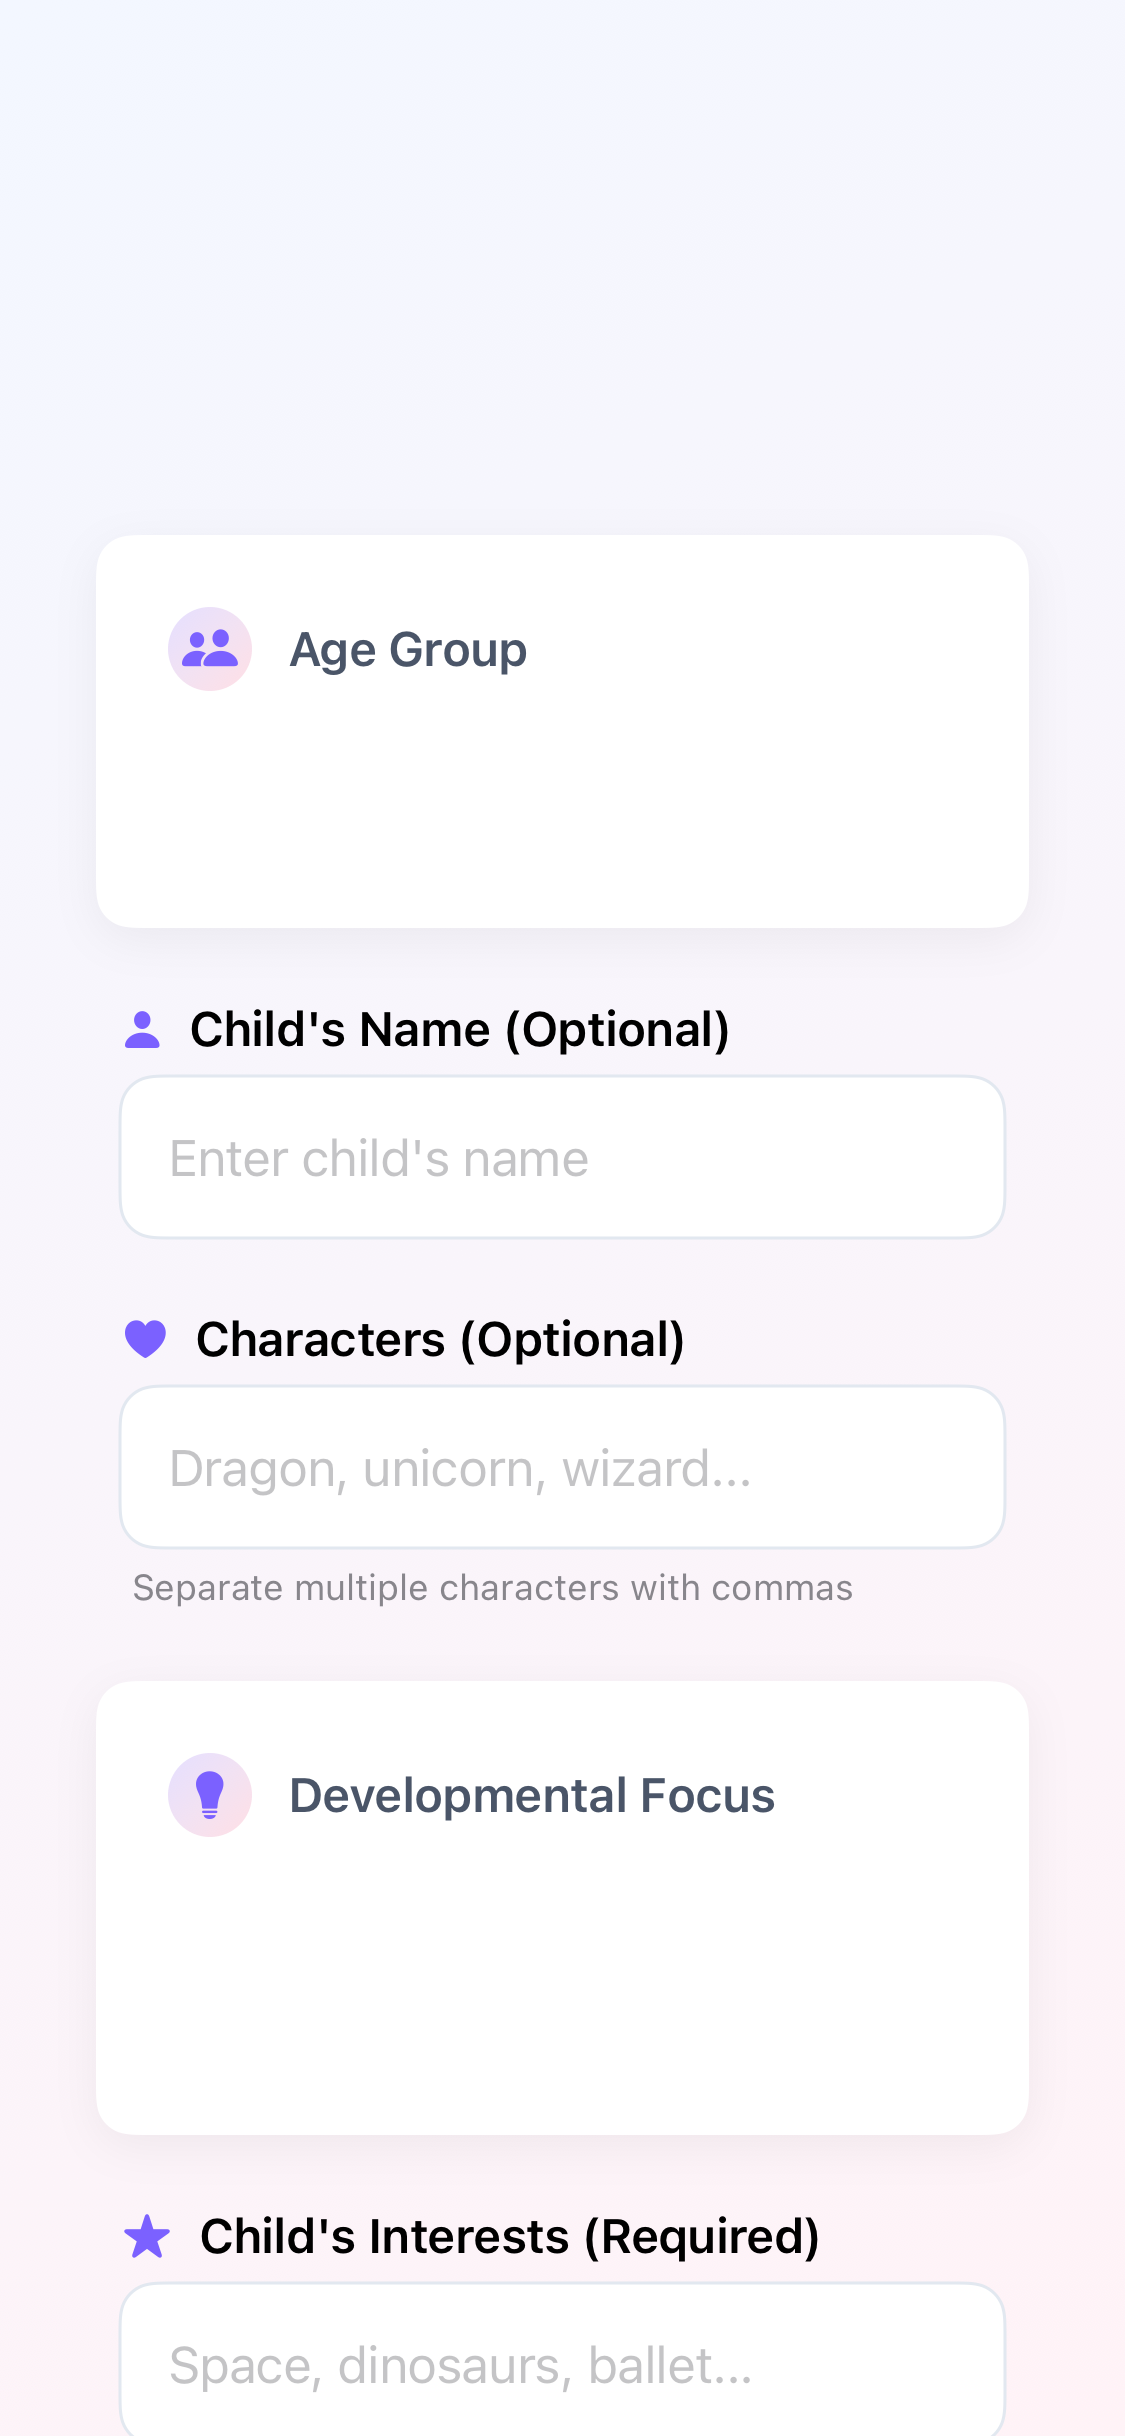 Age Group
Child's Name (Optional)
Enter child's name
Characters (Optional)
Dragon, unicorn, wizard...
Separate multiple characters with commas
Developmental Focus
Child's Interests (Required)
Space, dinosaurs, ballet...